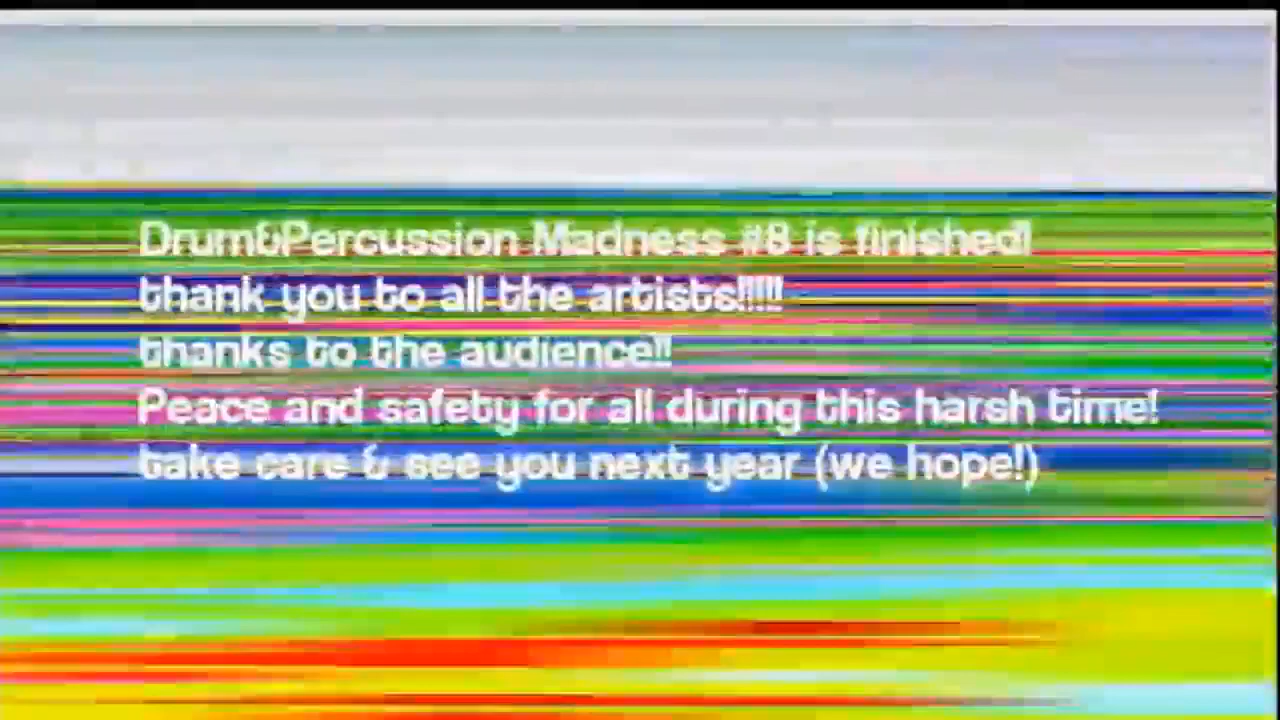 Drum&Percussion Madness #8 is finished!
thank you to all the artists!!!!!
thanks to the audience!!
Peace and safety for all during this harsh time!
take care & see you next year (we hope!)